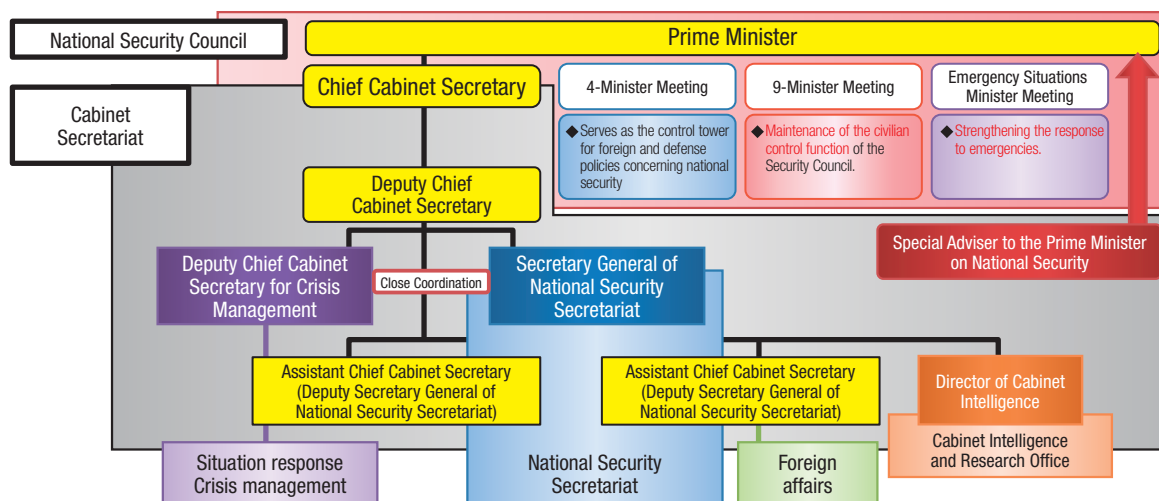 National Security Council
Prime Minister
Cabinet
Secretariat
Chief Cabinet Secretary
4-Minister Meeting
9-Minister Meeting
Emergency Situations
Minister Meeting
◆ Serves as the control tower
for foreign and defense
policies concerning national
security
◆ Maintenance of the civilian
control function of the
Security Council.
◆ Strengthening the response
to emergencies.
Deputy Chief
Cabinet Secretary
Special Adviser to the Prime Minister
on National Security
Deputy Chief Cabinet
Secretary for Crisis
Management
Close Coordination
Secretary General of
National Security
Secretariat
Assistant Chief Cabinet Secretary
(Deputy Secretary General of
National Security Secretariat)
Assistant Chief Cabinet Secretary
(Deputy Secretary General of
National Security Secretariat)
Director of Cabinet
Intelligence
Situation response
Crisis management
National Security
Secretariat
Foreign
affairs
Cabinet Intelligence
and Research Office